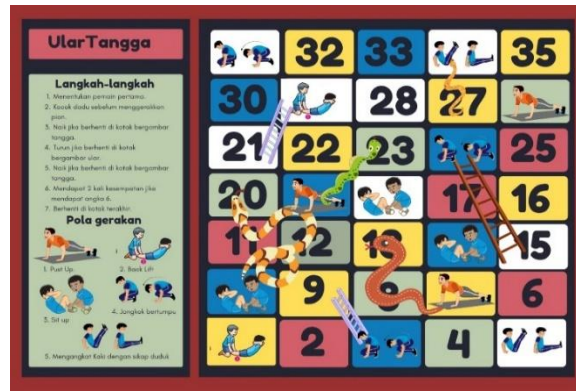 UlarTangga
Langkah-langkah
1. Menentukan pemain pertama.
2. Kocok dadu sebelum menggerakkan
pion.
3. Naik jika berhenti di kotak bergambar
tangga.
4. Turun jika berhenti di kotak
bergambar ular.
5. Naik jika berhenti di kotak bergambar
tangga.
6. Mendapat 2 kali kesempatan jika
mendapat angka 6.
7. Berhenti di kotak terakhir.
Pola gerakan
1. Pust Up
2. Back Lift
3. Sit up
4. Jongkok bertumpu
5. Mengangkat Kaki dengan sikap duduk
32 33 35
30 28 27
21 22 23 25
20 17 16
11 12 13 15
9 8 6
2 4